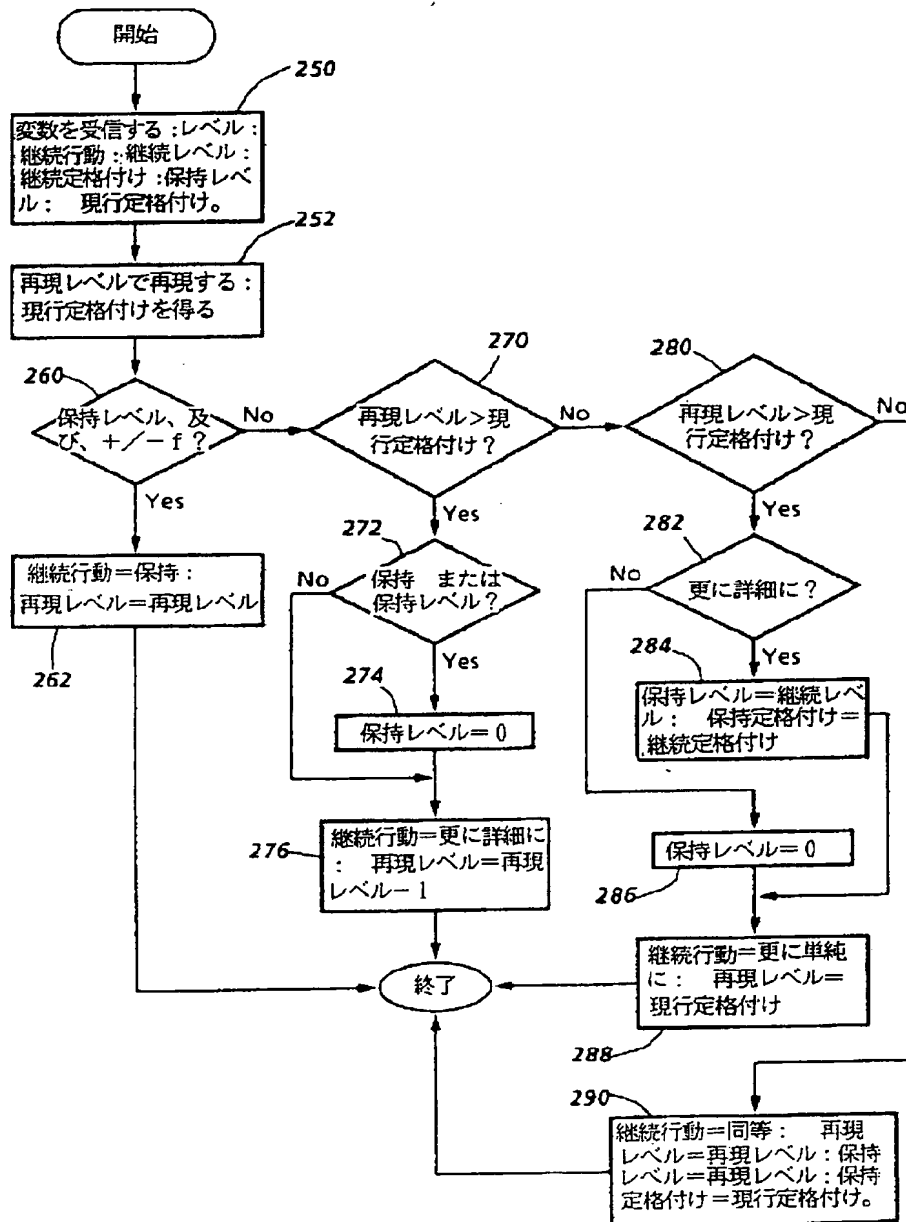 開始
250
変数を受信する:レベル:
継続行動:継続レベル:
継続定格付け:保持レベ
ル: 現行定格付け。
252
再現レベルで再現する:
現行定格付けを得る
260
保持レベル、及
び、+/-f?
No
Yes
270
再現レベル>現
行定格付け?
No
Yes
280
再現レベル>現
行定格付け?
No
Yes
継続行動=保持:
再現レベル=再現レベル
262
272
保持 または
保持レベル?
No
Yes
274
保持レベル=0
276
継続行動=更に詳細に
: 再現レベル=再現
レベル-1
282
更に詳細に?
No
Yes
284
保持レベル=継続レベ
ル: 保持定格付け=
継続定格付け
保持レベル=0
286
継続行動=更に単純
に: 再現レベル=
現行定格付け
288
終了
290
継続行動=同等: 再現
レベル=再現レベル:保持
レベル=再現レベル:保持
定格付け=現行定格付け。